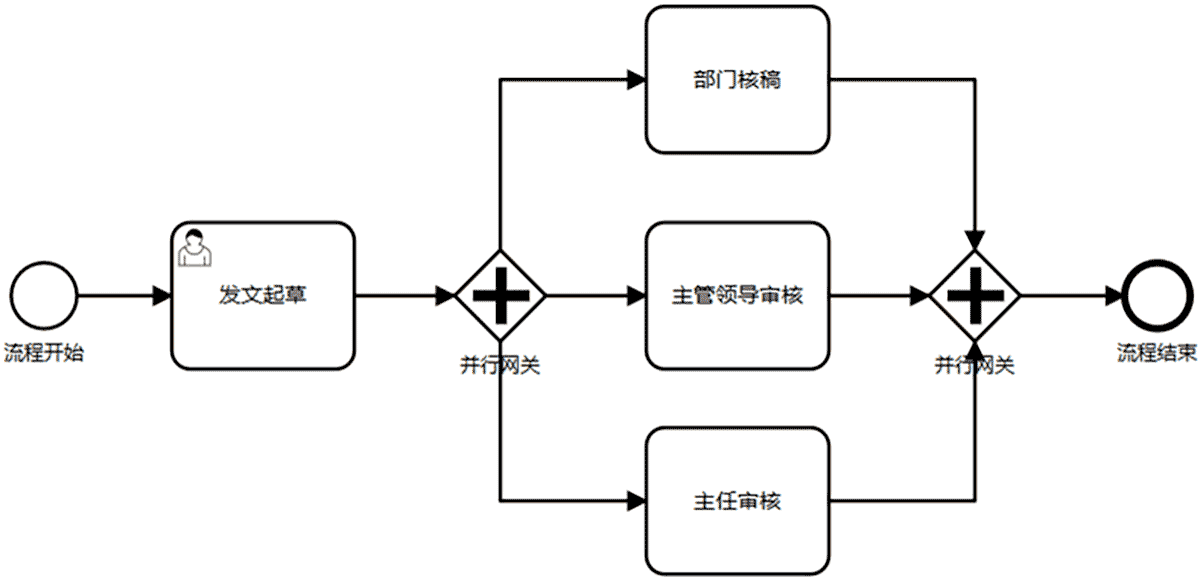 部门核稿
发文起草
主管领导审核
流程开始
并行网关
并行网关
流程结束
主任审核